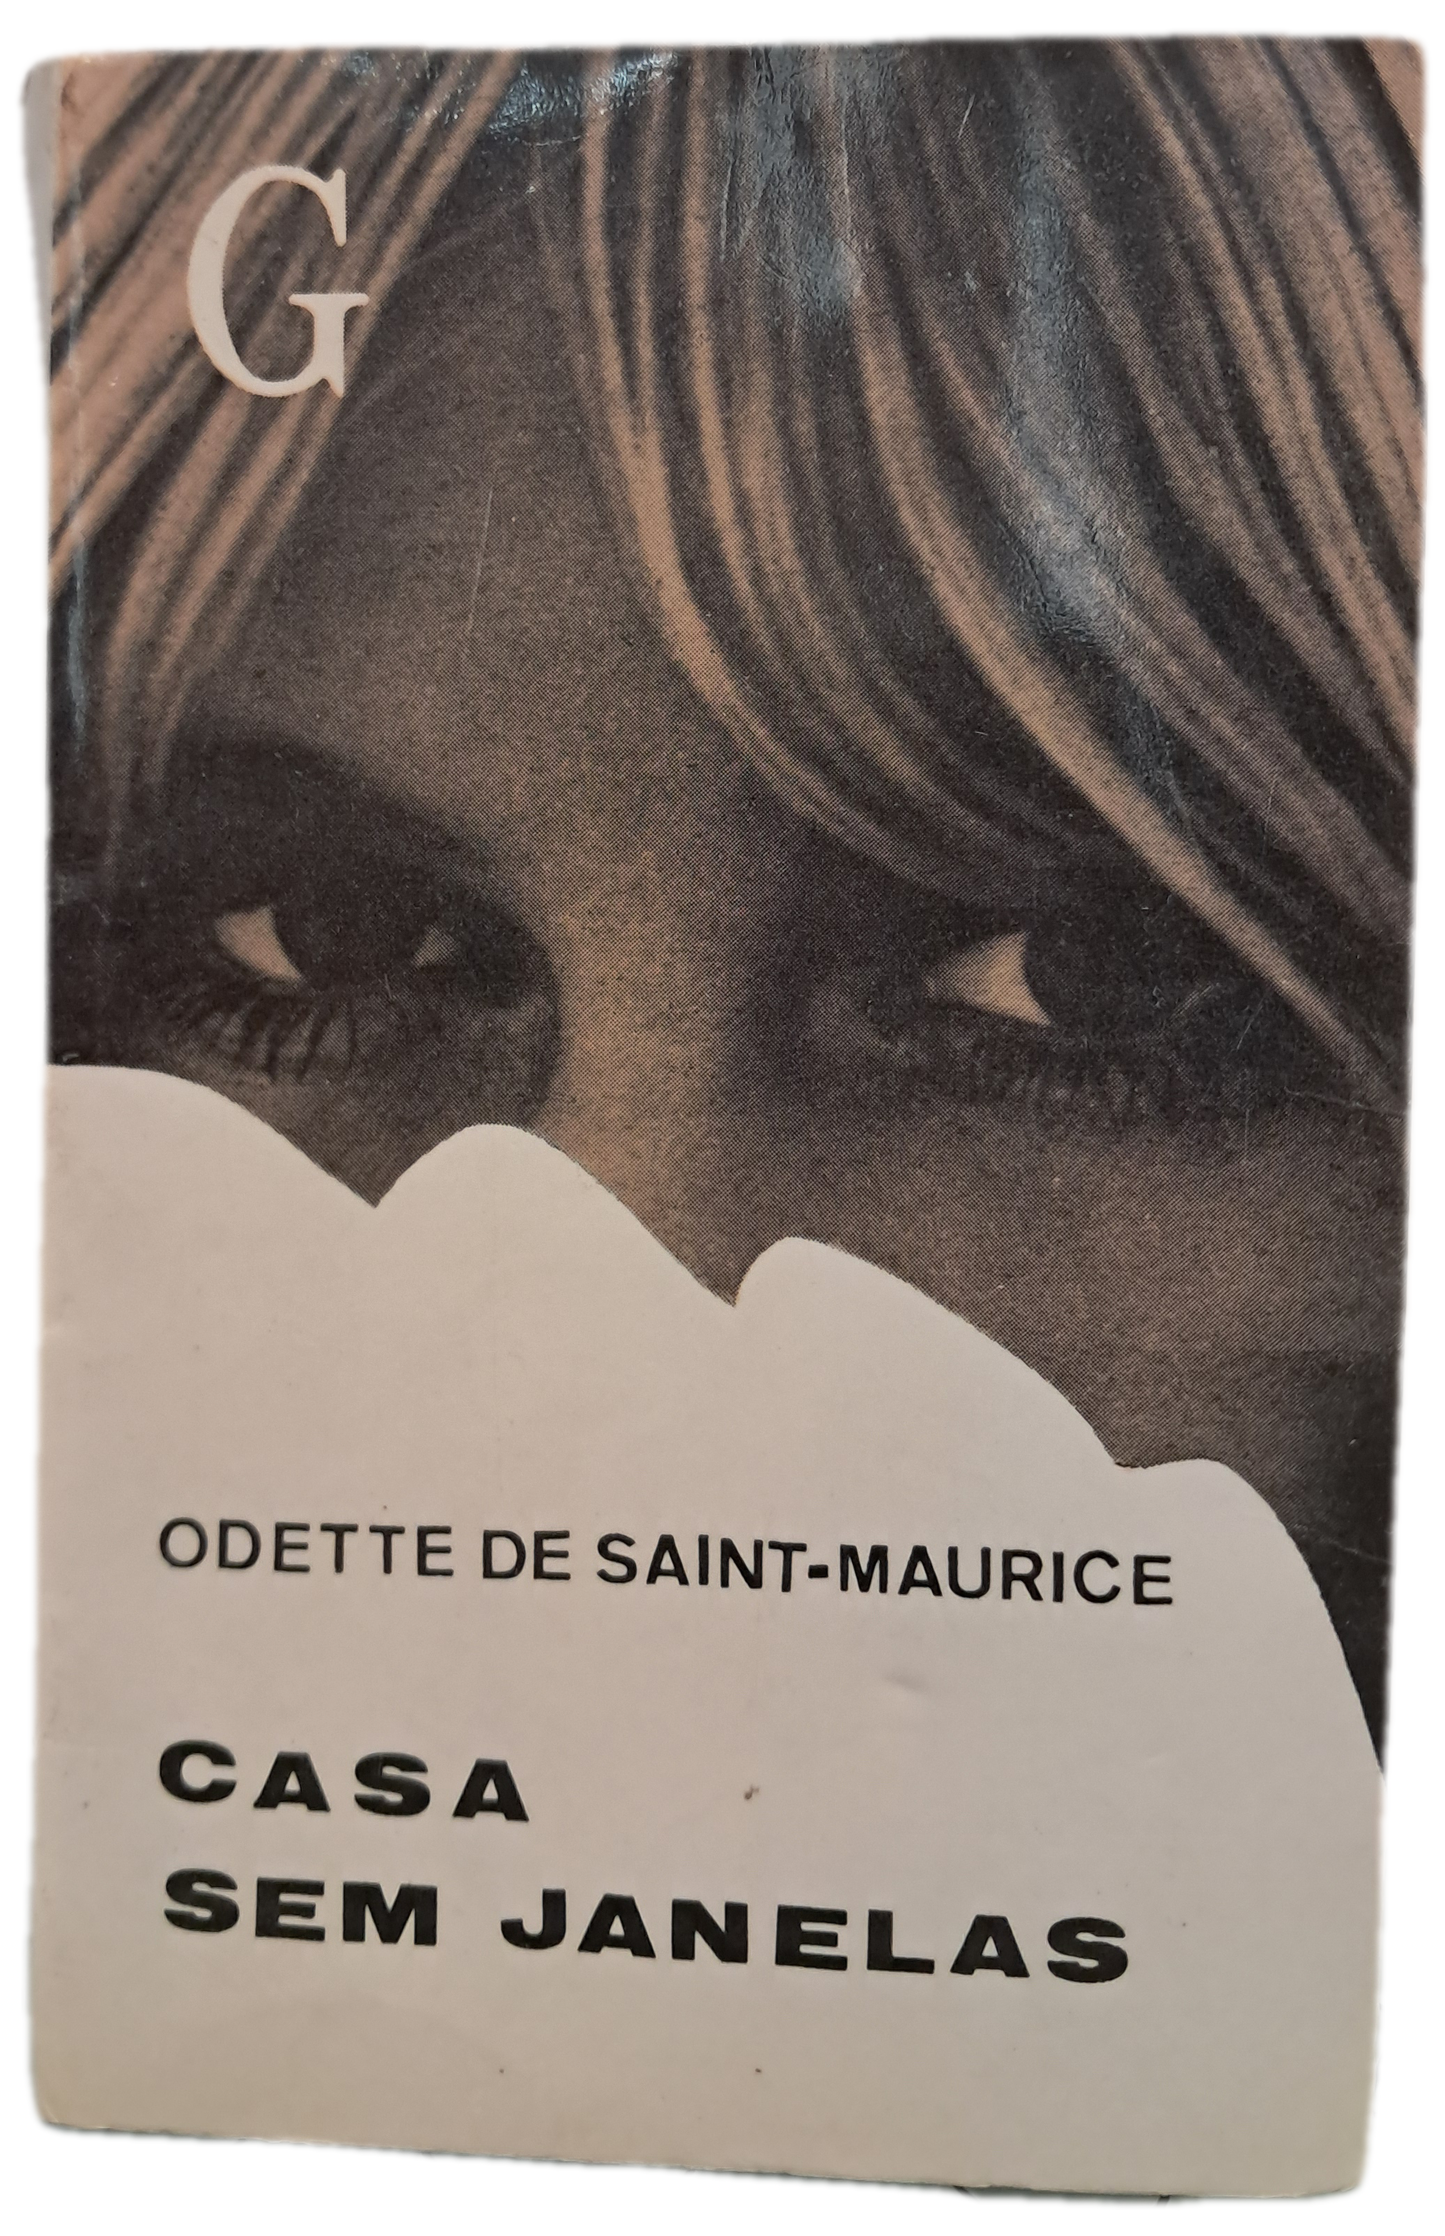 G
ODETTE DE SAINT-MAURICE
CASA
SEM JANELAS